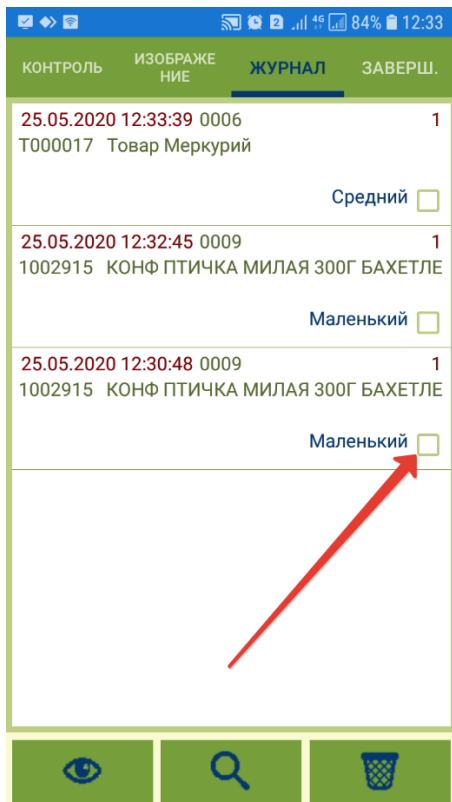 2 4G 84% 12:33
КОНТРОЛЬ ИЗОБРАЖЕ
НИЕ ЖУРНАЛ ЗАВЕРШ.
25.05.2020 12:33:39 0006 1
T000017 Товар Меркурий
Средний
25.05.2020 12:32:45 0009 1
1002915 КОНФ ПТИЧКА МИЛАЯ 300Г БАХЕТЛЕ
Маленький
25.05.2020 12:30:48 0009 1
1002915 КОНФ ПТИЧКА МИЛАЯ 300Г БАХЕТЛЕ
Маленький